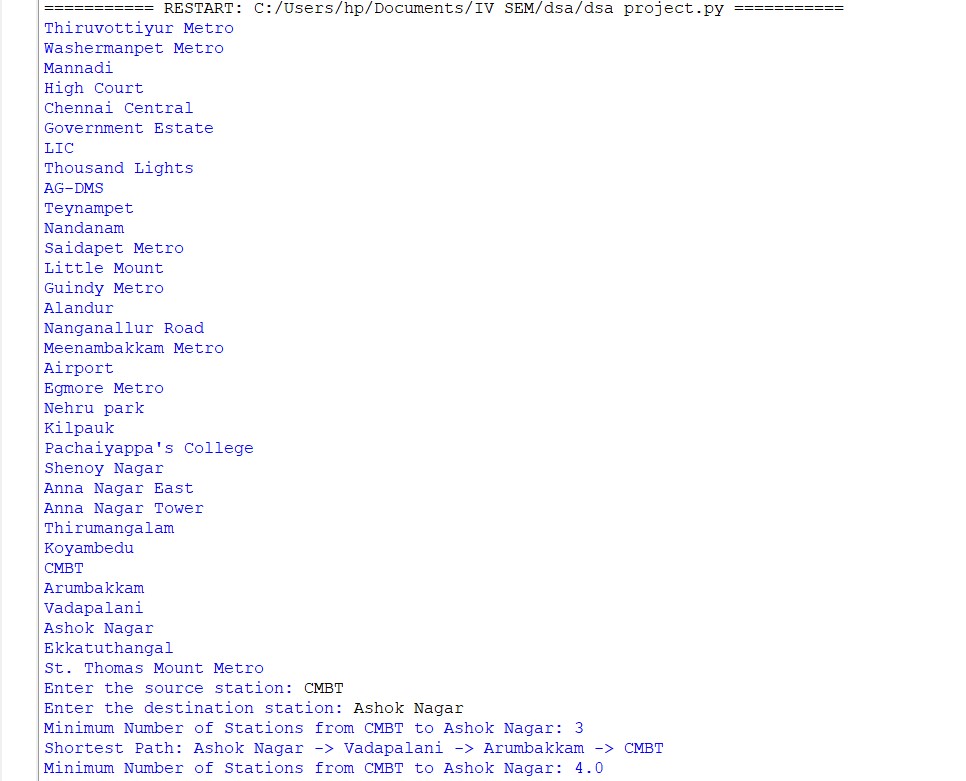 =========== RESTART: C:/Users/hp/Documents/IV SEM/dsa/dsa project.py ===========
Thiruvottiyur Metro
Washermanpet Metro
Mannadi
High Court
Chennai Central
Government Estate
LIC
Thousand Lights
AG-DMS
Teynampet
Nandanam
Saidapet Metro
Little Mount
Guindy Metro
Alandur
Nanganallur Road
Meenambakkam Metro
Airport
Egmore Metro
Nehru park
Kilpauk
Pachaiyappa's College
Shenoy Nagar
Anna Nagar East
Anna Nagar Tower
Thirumangalam
Koyambedu
CMBT
Arumbakkam
Vadapalani
Ashok Nagar
Ekkatuthangal
St. Thomas Mount Metro
Enter the source station: CMBT
Enter the destination station: Ashok Nagar
Minimum Number of Stations from CMBT to Ashok Nagar: 3
Shortest Path: Ashok Nagar -> Vadapalani -> Arumbakkam -> CMBT
Minimum Number of Stations from CMBT to Ashok Nagar: 4.0